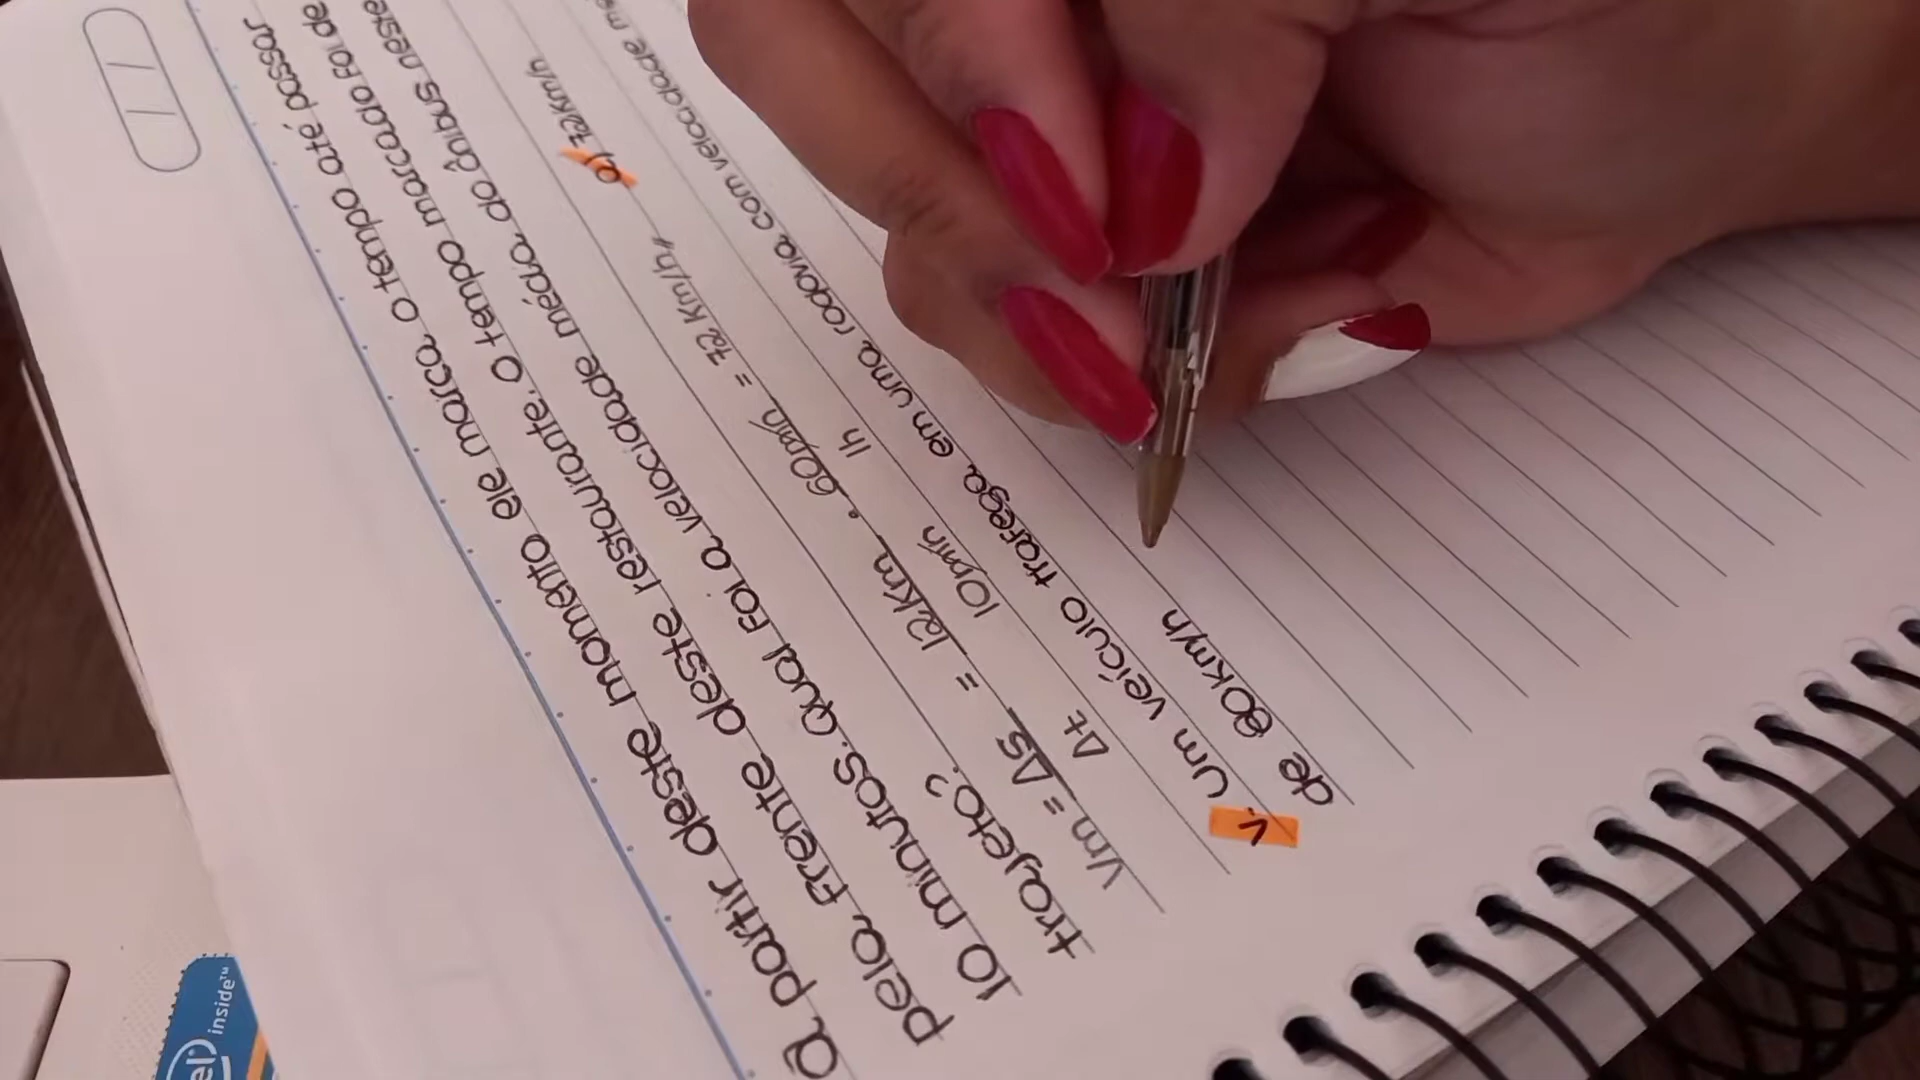 a partir deste momento ele marca o tempo até passar
pela frente deste restaurante. O tempo marcado foi de
10 minutos. Qual foi a velocidade média do ônibus neste
trajeto?
a) 72km/h
Vm = ΔS = 12km . 60min = 72 km/h//
Δt 10min 1h
V. Um veículo trafega em uma rodovia com velocidade
de 80km/h
intel inside™